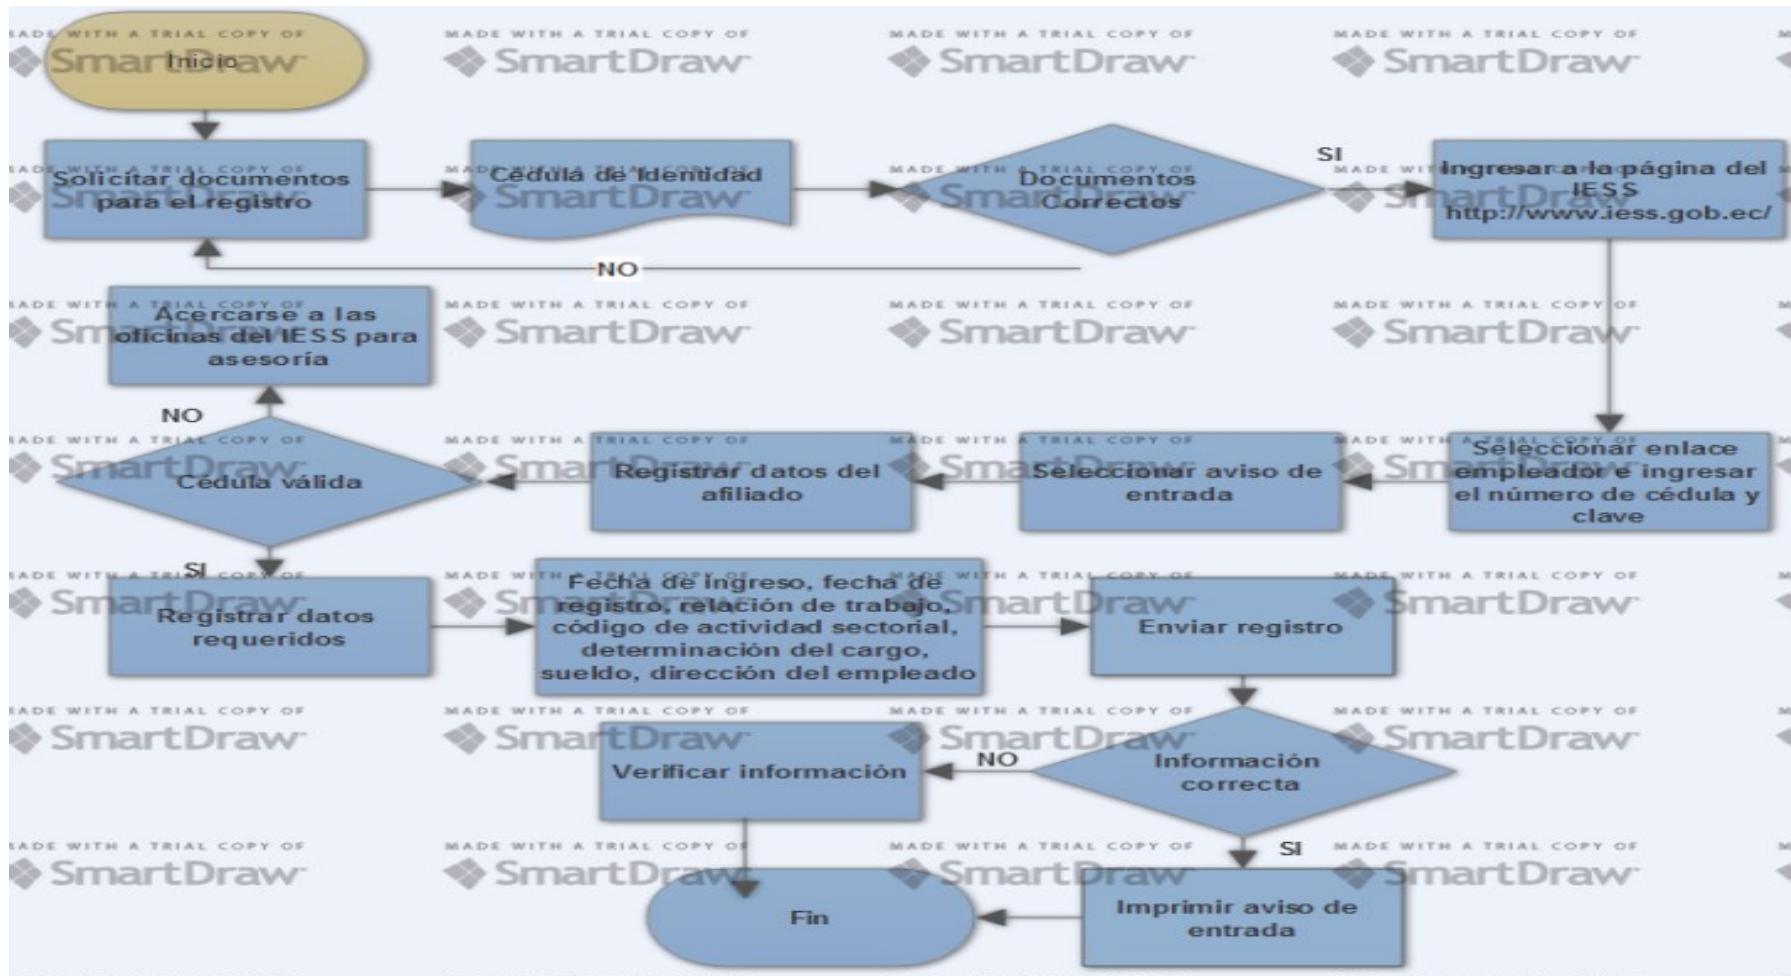 Inicio
Solicitar documentos
para el registro
Cédula de Identidad
Documentos
Correctos
SI
Ingresar a la página del
IESS
http://www.iess.gob.ec/
NO
Acercarse a las
oficinas del IESS para
asesoría
NO
Cédula válida
Registrar datos del
afiliado
Seleccionar aviso de
entrada
Seleccionar enlace
empleador e ingresar
el número de cédula y
clave
SI
Registrar datos
requeridos
Fecha de ingreso, fecha de
registro, relación de trabajo,
código de actividad sectorial,
determinación del cargo,
sueldo, dirección del empleado
Enviar registro
Verificar información
NO
Información
correcta
SI
Fin
Imprimir aviso de
entrada
MADE WITH A TRIAL COPY OF
SmartDraw